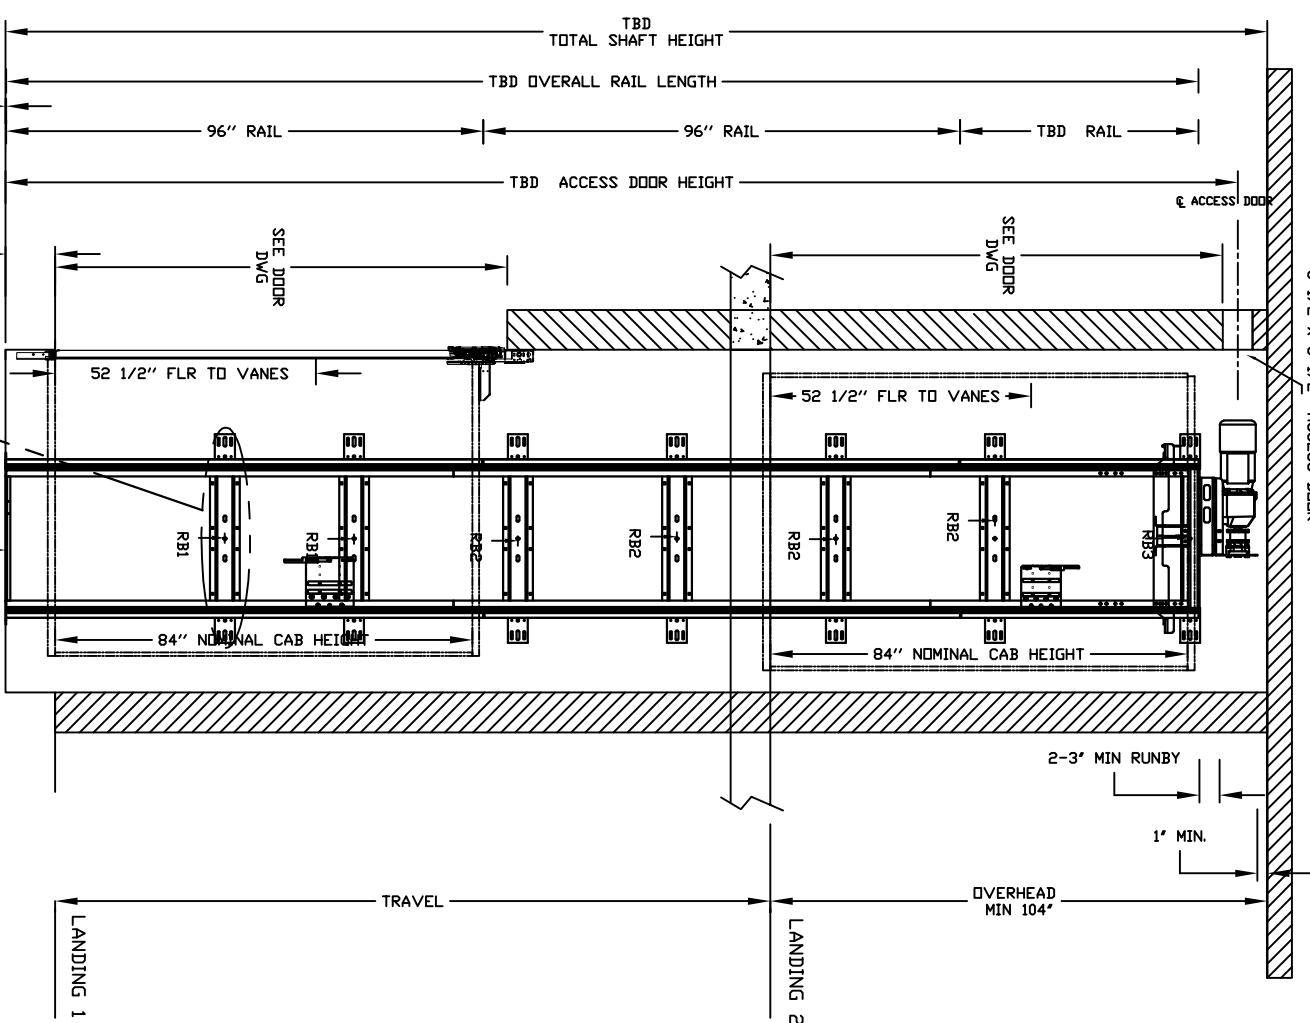 TBD
TOTAL SHAFT HEIGHT
TBD OVERALL RAIL LENGTH
96'' RAIL
96'' RAIL
TBD RAIL
TBD ACCESS DOOR HEIGHT
℄ ACCESS DOOR
SEE DOOR
DWG
SEE DOOR
DWG
52 1/2'' FLR TO VANES
52 1/2'' FLR TO VANES
RB1
RB1
RB2
RB2
RB2
RB2
RB3
84'' NOMINAL CAB HEIGHT
84'' NOMINAL CAB HEIGHT
2-3" MIN RUNBY
1" MIN.
TRAVEL
OVERHEAD
MIN 104"
LANDING 1
LANDING 2